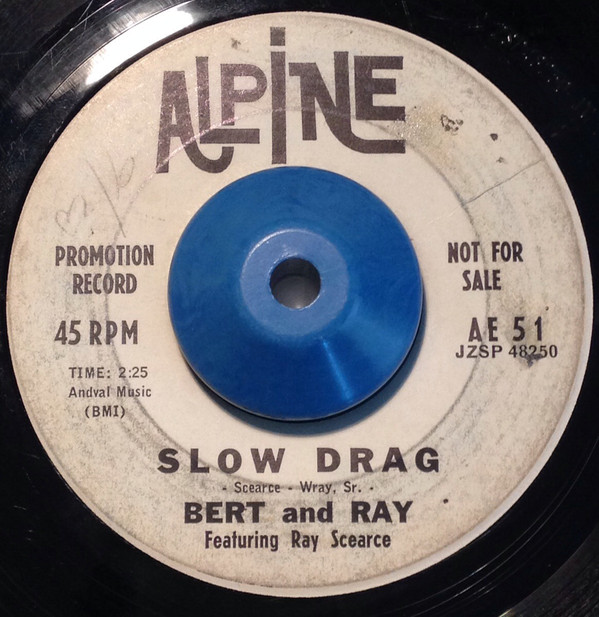 ALPINE
PROMOTION
RECORD
NOT FOR
SALE
45 RPM
AE 51
JZSP 48250
TIME: 2:25
Andval Music
(BMI)
SLOW DRAG
- Scearce - Wray, Sr. -
BERT and RAY
Featuring Ray Scearce